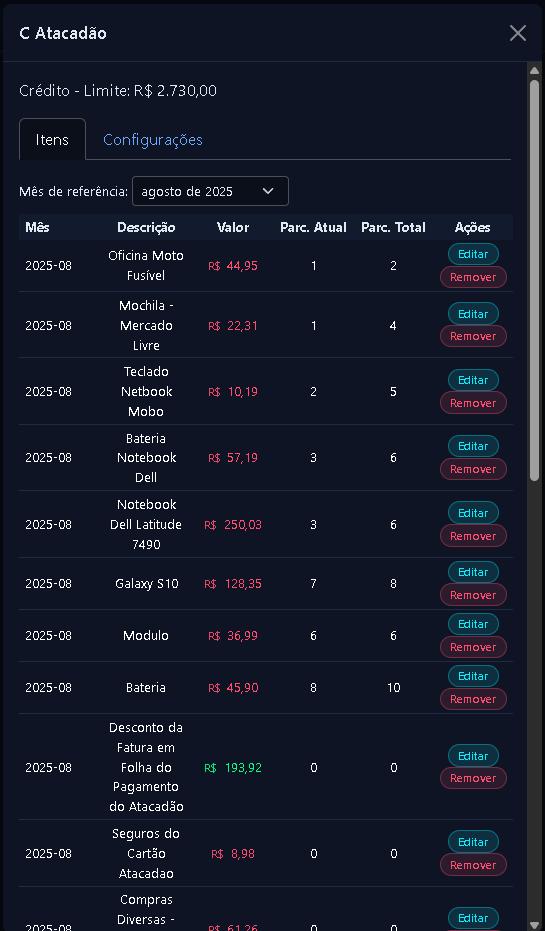 C Atacadão
Crédito - Limite: R$ 2.730,00
Itens Configurações
Mês de referência: agosto de 2025
Mês Descrição Valor Parc. Atual Parc. Total Ações
2025-08 Oficina Moto Fusível R$ 44,95 1 2 Editar Remover
2025-08 Mochila - Mercado Livre R$ 22,31 1 4 Editar Remover
2025-08 Teclado Netbook Mobo R$ 10,19 2 5 Editar Remover
2025-08 Bateria Notebook Dell R$ 57,19 3 6 Editar Remover
2025-08 Notebook Dell Latitude 7490 R$ 250,03 3 6 Editar Remover
2025-08 Galaxy S10 R$ 128,35 7 8 Editar Remover
2025-08 Modulo R$ 36,99 6 6 Editar Remover
2025-08 Bateria R$ 45,90 8 10 Editar Remover
2025-08 Desconto da Fatura em Folha do Pagamento do Atacadão R$ 193,92 0 0 Editar Remover
2025-08 Seguros do Cartão Atacadao R$ 8,98 0 0 Editar Remover
2025-08 Compras Diversas - R$ 61,26 0 0 Editar